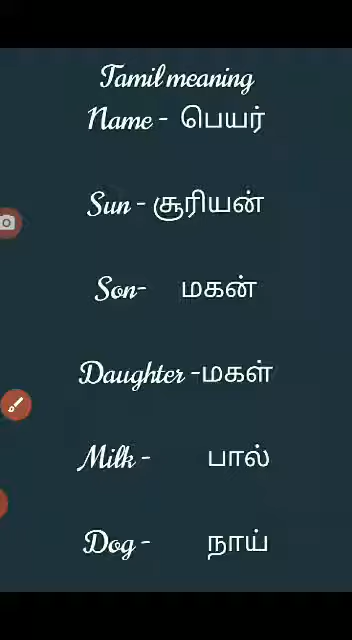 Tamil meaning
Name - பெயர்
Sun - சூரியன்
Son- மகன்
Daughter -மகள்
Milk - பால்
Dog - நாய்